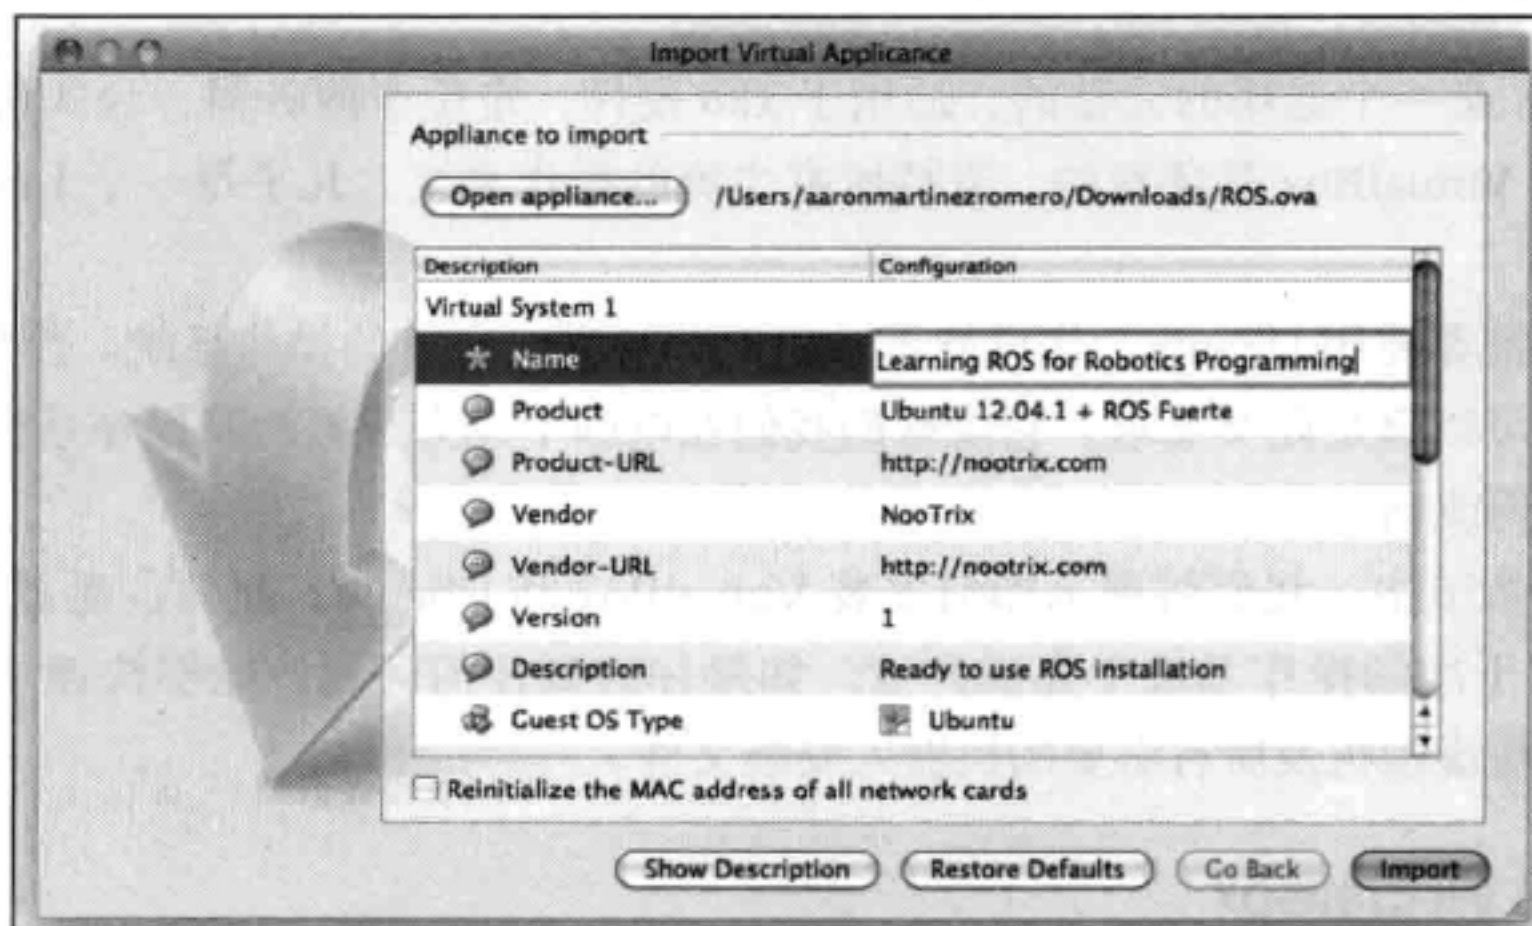 Import Virtual Applicance
Appliance to import
Open appliance... /Users/aaronmartinezromero/Downloads/ROS.ova
Description Configuration
Virtual System 1
Name Learning ROS for Robotics Programming
Product Ubuntu 12.04.1 + ROS Fuerte
Product-URL http://nootrix.com
Vendor NooTrix
Vendor-URL http://nootrix.com
Version 1
Description Ready to use ROS installation
Guest OS Type Ubuntu
Reinitialize the MAC address of all network cards
Show Description Restore Defaults Go Back Import